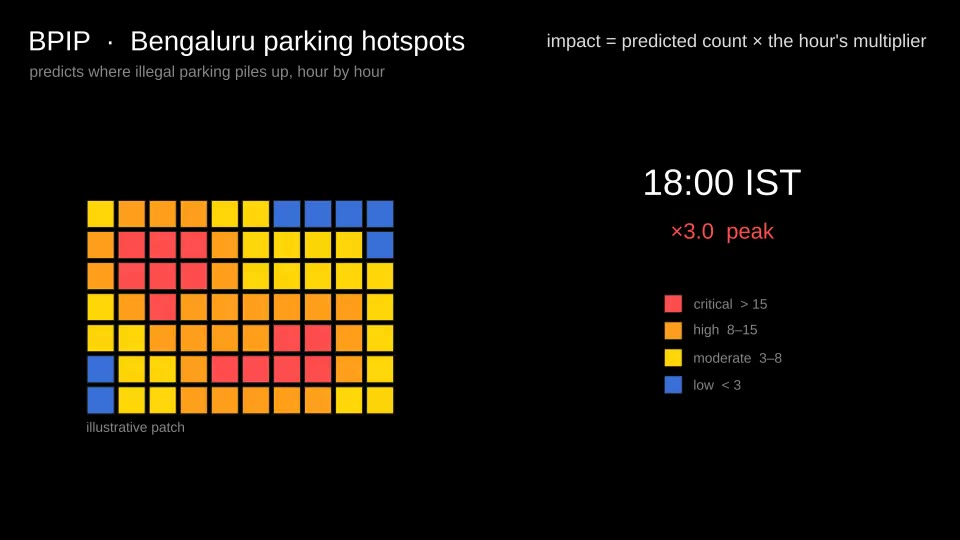 BPIP · Bengaluru parking hotspots
predicts where illegal parking piles up, hour by hour
impact = predicted count × the hour's multiplier
18:00 IST
×3.0 peak
critical > 15
high 8–15
moderate 3–8
low < 3
illustrative patch